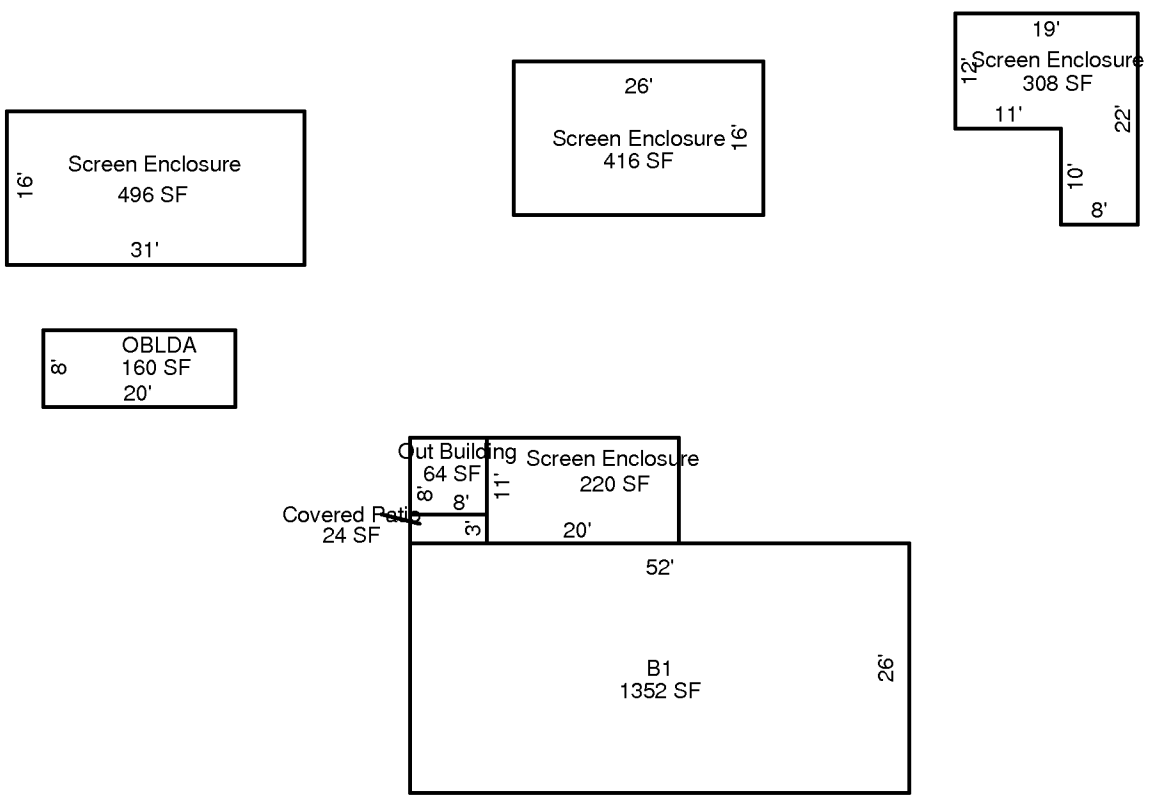 19'
Screen Enclosure
12'
308 SF
11'
22'
10'
8'
26'
Screen Enclosure
16'
416 SF
Screen Enclosure
16'
496 SF
31'
OBLDA
8'
160 SF
20'
Out Building
64 SF
8'
8'
Screen Enclosure
11'
220 SF
20'
Covered Patio
3'
24 SF
52'
B1
26'
1352 SF